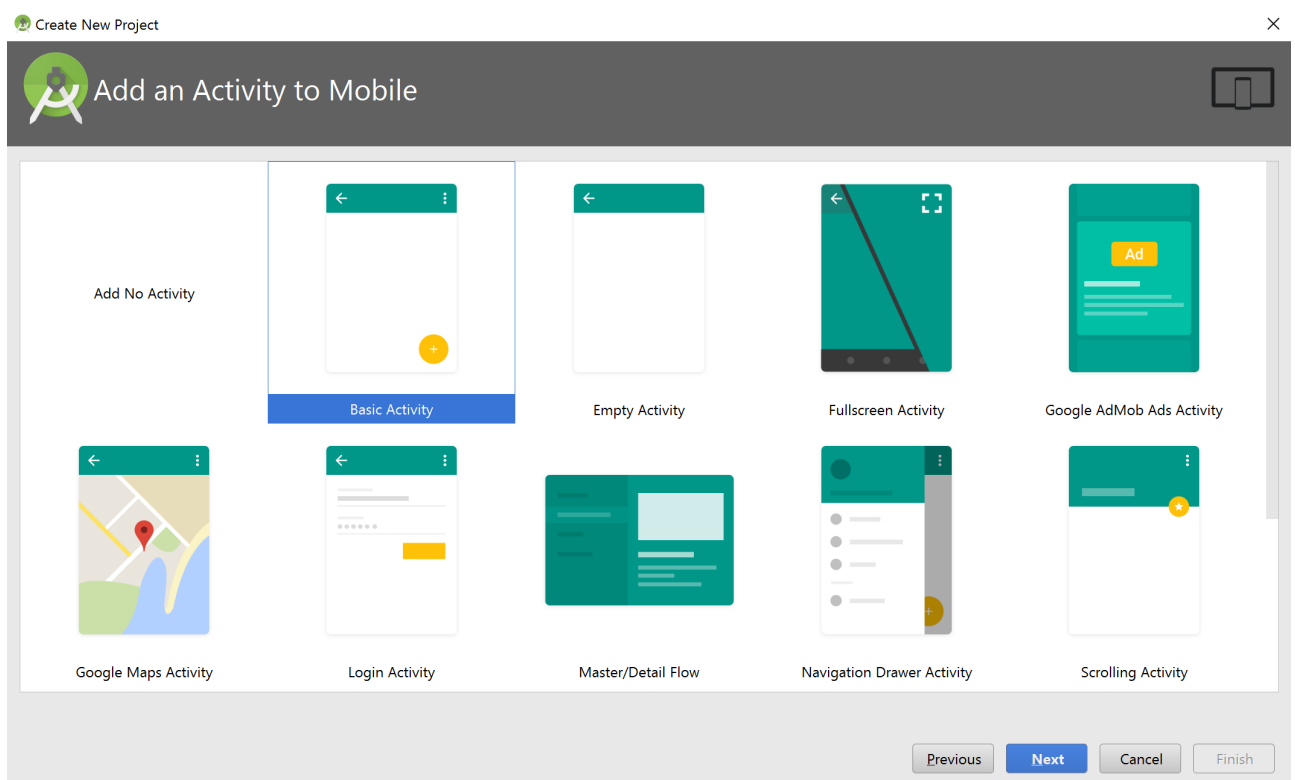 Create New Project
Add an Activity to Mobile
Add No Activity
Basic Activity
Empty Activity
Fullscreen Activity
Ad
Google AdMob Ads Activity
Google Maps Activity
Login Activity
Master/Detail Flow
Navigation Drawer Activity
Scrolling Activity
Previous
Next
Cancel
Finish